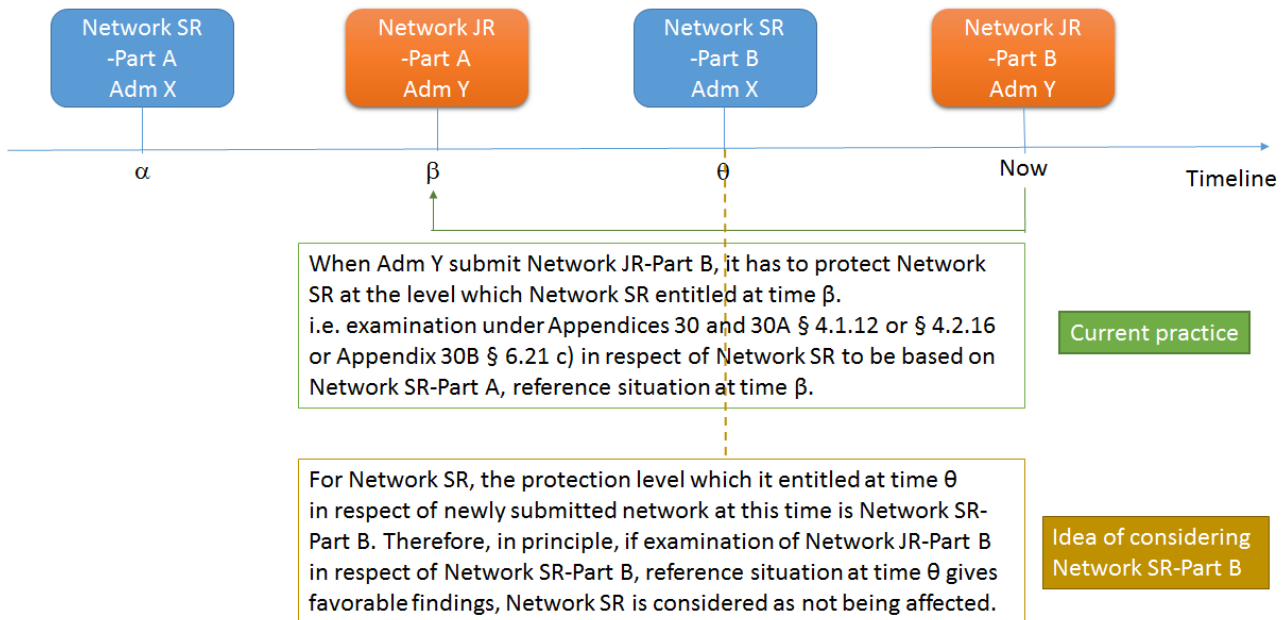 Network SR
-Part A
Adm X
Network JR
-Part A
Adm Y
Network SR
-Part B
Adm X
Network JR
-Part B
Adm Y
α
β
θ
Now
Timeline
When Adm Y submit Network JR-Part B, it has to protect Network
SR at the level which Network SR entitled at time β.
i.e. examination under Appendices 30 and 30A § 4.1.12 or § 4.2.16
or Appendix 30B § 6.21 c) in respect of Network SR to be based on
Network SR-Part A, reference situation at time β.
Current practice
For Network SR, the protection level which it entitled at time θ
in respect of newly submitted network at this time is Network SR-
Part B. Therefore, in principle, if examination of Network JR-Part B
in respect of Network SR-Part B, reference situation at time θ gives
favorable findings, Network SR is considered as not being affected.
Idea of considering
Network SR-Part B